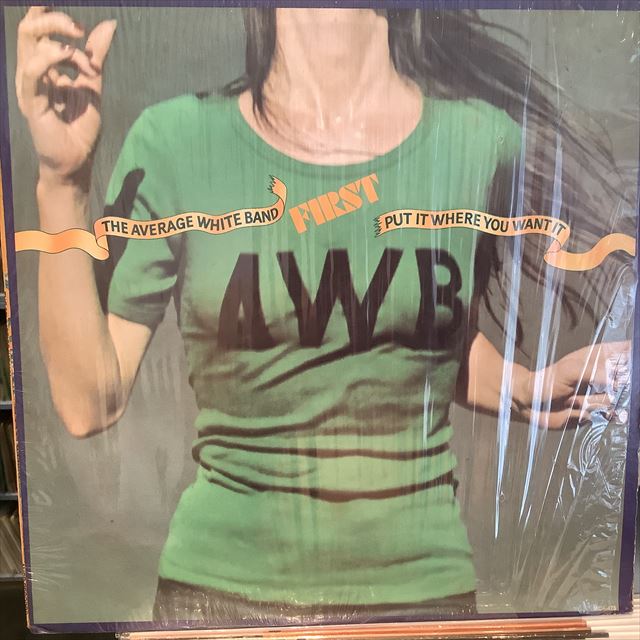 THE AVERAGE WHITE BAND
FIRST
PUT IT WHERE YOU WANT IT
AWB